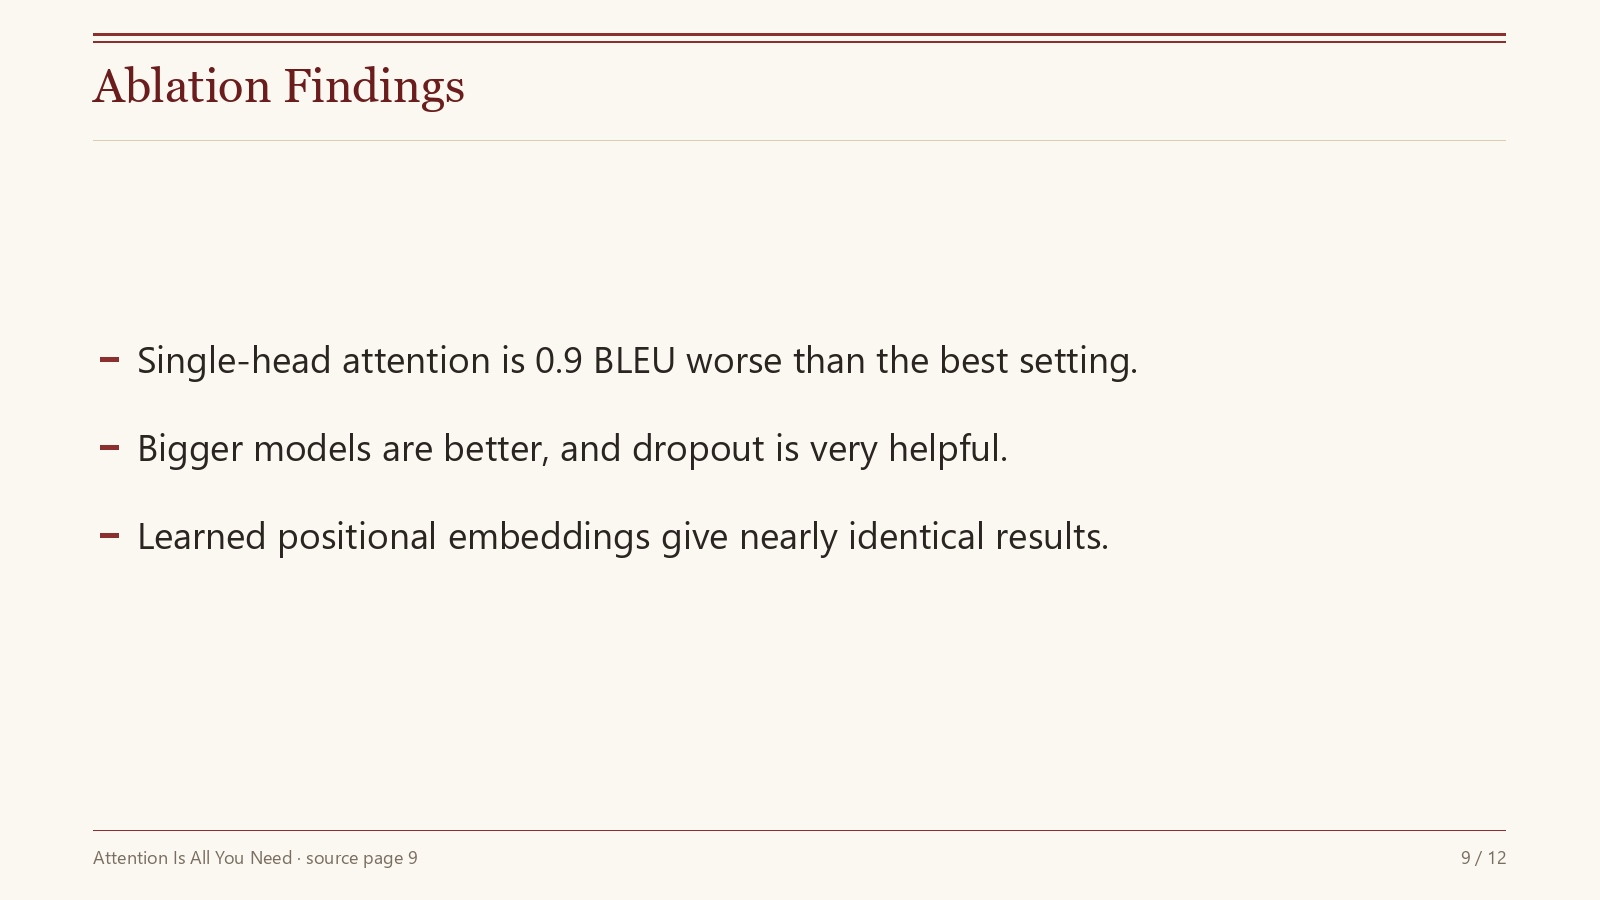 Ablation Findings
Single-head attention is 0.9 BLEU worse than the best setting.
Bigger models are better, and dropout is very helpful.
Learned positional embeddings give nearly identical results.
Attention Is All You Need · source page 9
9 / 12